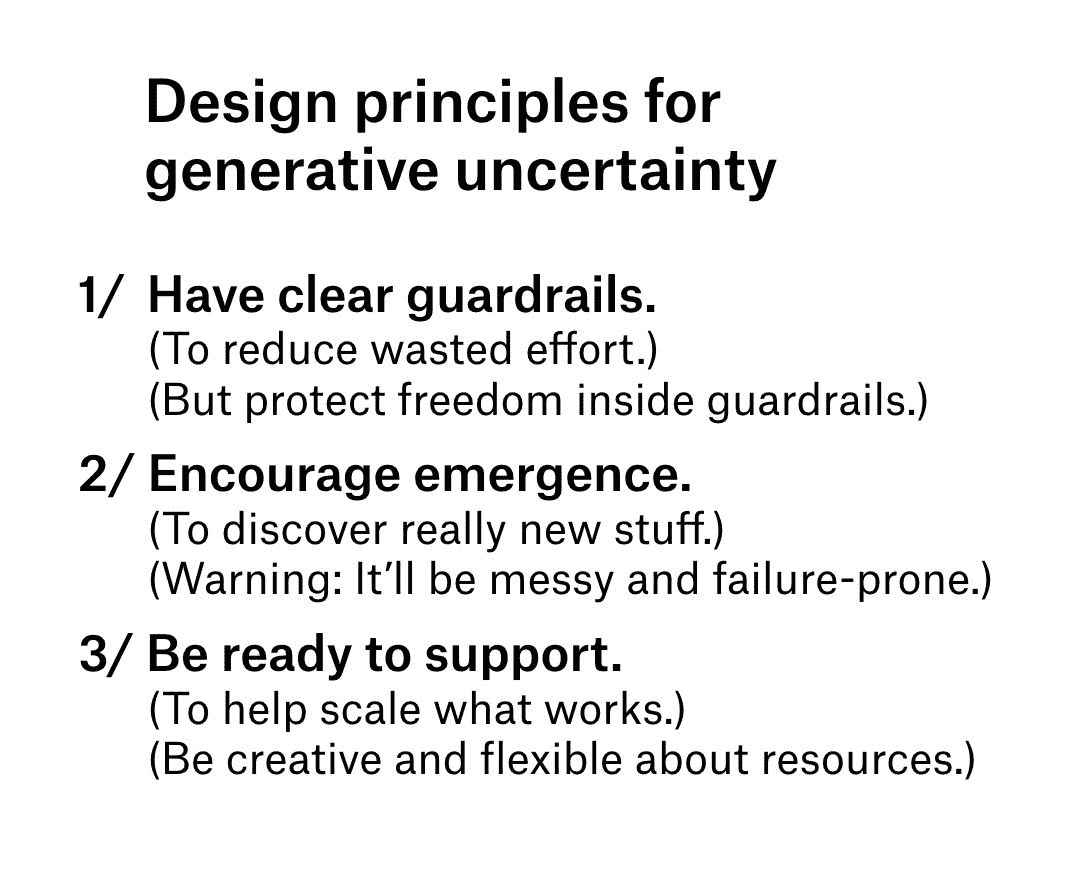 Design principles for
generative uncertainty
1/ Have clear guardrails.
(To reduce wasted effort.)
(But protect freedom inside guardrails.)
2/ Encourage emergence.
(To discover really new stuff.)
(Warning: It’ll be messy and failure-prone.)
3/ Be ready to support.
(To help scale what works.)
(Be creative and flexible about resources.)